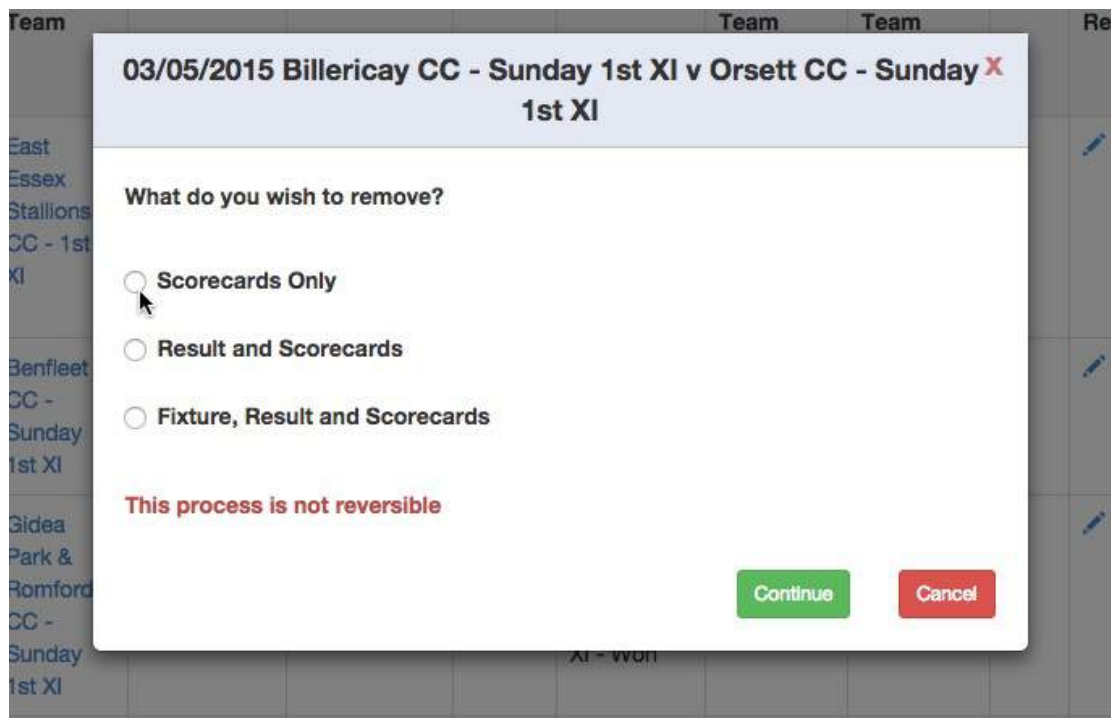 Team
Team
Team
Re
03/05/2015 Billericay CC - Sunday 1st XI v Orsett CC - Sunday X
1st XI
East
Essex
Stallions
CC - 1st
XI
What do you wish to remove?
Scorecards Only
Result and Scorecards
Fixture, Result and Scorecards
This process is not reversible
Continue
Cancel
Benfleet
CC -
Sunday
1st XI
Gidea
Park &
Romford
CC -
Sunday
1st XI
XI - Won